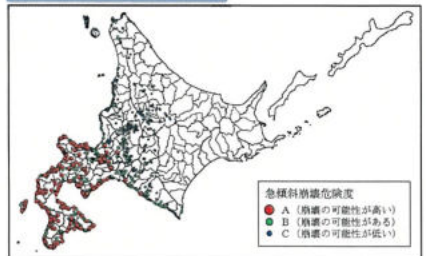 急傾斜崩壊危険度
A（崩壊の可能性が高い）
B（崩壊の可能性がある）
C（崩壊の可能性が低い）